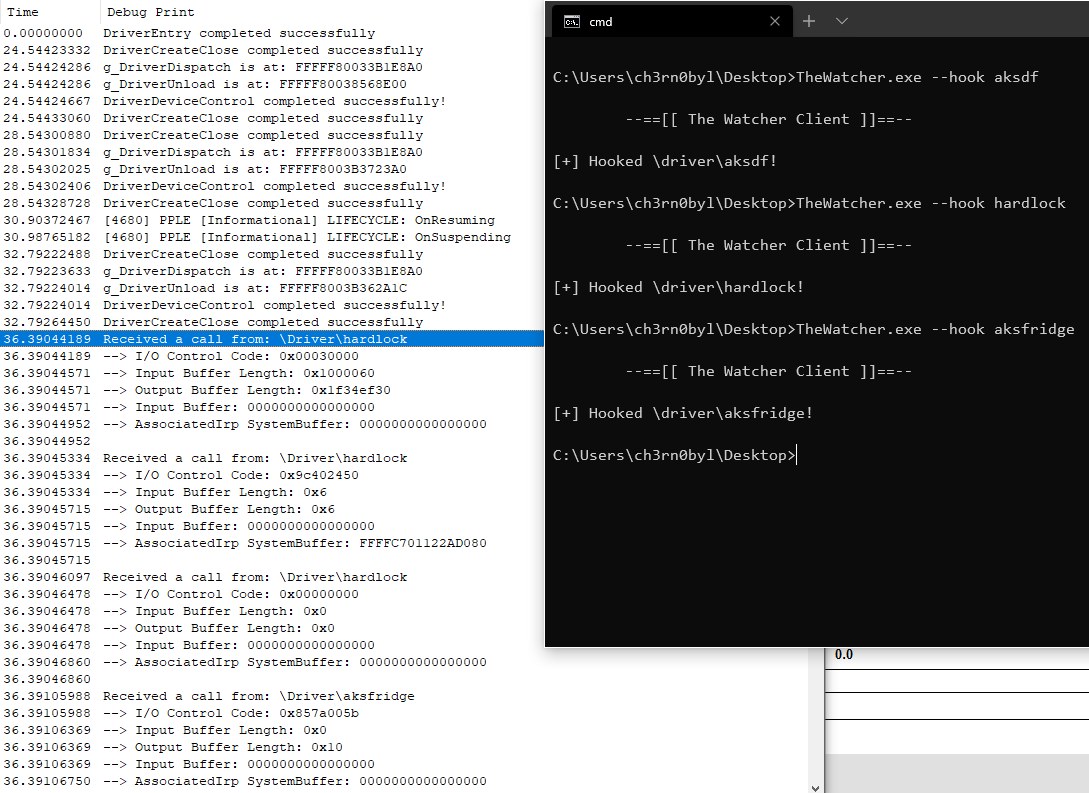 Time Debug Print
0.00000000 DriverEntry completed successfully
24.54423332 DriverCreateClose completed successfully
24.54424286 g_DriverDispatch is at: FFFFF80033B1E8A0
24.54424286 g_DriverUnload is at: FFFFF80038568E00
24.54424667 DriverDeviceControl completed successfully!
24.54433060 DriverCreateClose completed successfully
28.54300880 DriverCreateClose completed successfully
28.54301834 g_DriverDispatch is at: FFFFF80033B1E8A0
28.54302025 g_DriverUnload is at: FFFFF8003B3723A0
28.54302406 DriverDeviceControl completed successfully!
28.54328728 DriverCreateClose completed successfully
30.90372467 [4680] PPLE [Informational] LIFECYCLE: OnResuming
30.98765182 [4680] PPLE [Informational] LIFECYCLE: OnSuspending
32.79222488 DriverCreateClose completed successfully
32.79223633 g_DriverDispatch is at: FFFFF80033B1E8A0
32.79224014 g_DriverUnload is at: FFFFF8003B362A1C
32.79224014 DriverDeviceControl completed successfully!
32.79264450 DriverCreateClose completed successfully
36.39044189 Received a call from: \Driver\hardlock
36.39044189 --> I/O Control Code: 0x00030000
36.39044571 --> Input Buffer Length: 0x1000060
36.39044571 --> Output Buffer Length: 0x1f34ef30
36.39044571 --> Input Buffer: 0000000000000000
36.39044952 --> AssociatedIrp SystemBuffer: 0000000000000000
36.39044952
36.39045334 Received a call from: \Driver\hardlock
36.39045334 --> I/O Control Code: 0x9c402450
36.39045334 --> Input Buffer Length: 0x6
36.39045715 --> Output Buffer Length: 0x6
36.39045715 --> Input Buffer: 0000000000000000
36.39045715 --> AssociatedIrp SystemBuffer: FFFFC701122AD080
36.39045715
36.39046097 Received a call from: \Driver\hardlock
36.39046478 --> I/O Control Code: 0x00000000
36.39046478 --> Input Buffer Length: 0x0
36.39046478 --> Output Buffer Length: 0x0
36.39046478 --> Input Buffer: 0000000000000000
36.39046860 --> AssociatedIrp SystemBuffer: 0000000000000000
36.39046860
36.39105988 Received a call from: \Driver\aksfridge
36.39105988 --> I/O Control Code: 0x857a005b
36.39106369 --> Input Buffer Length: 0x0
36.39106369 --> Output Buffer Length: 0x10
36.39106369 --> Input Buffer: 0000000000000000
36.39106750 --> AssociatedIrp SystemBuffer: 0000000000000000
cmd
C:\Users\ch3rn0byl\Desktop>TheWatcher.exe --hook aksdf
--==[[ The Watcher Client ]]==--
[+] Hooked \driver\aksdf!
C:\Users\ch3rn0byl\Desktop>TheWatcher.exe --hook hardlock
--==[[ The Watcher Client ]]==--
[+] Hooked \driver\hardlock!
C:\Users\ch3rn0byl\Desktop>TheWatcher.exe --hook aksfridge
--==[[ The Watcher Client ]]==--
[+] Hooked \driver\aksfridge!
C:\Users\ch3rn0byl\Desktop>
0.0